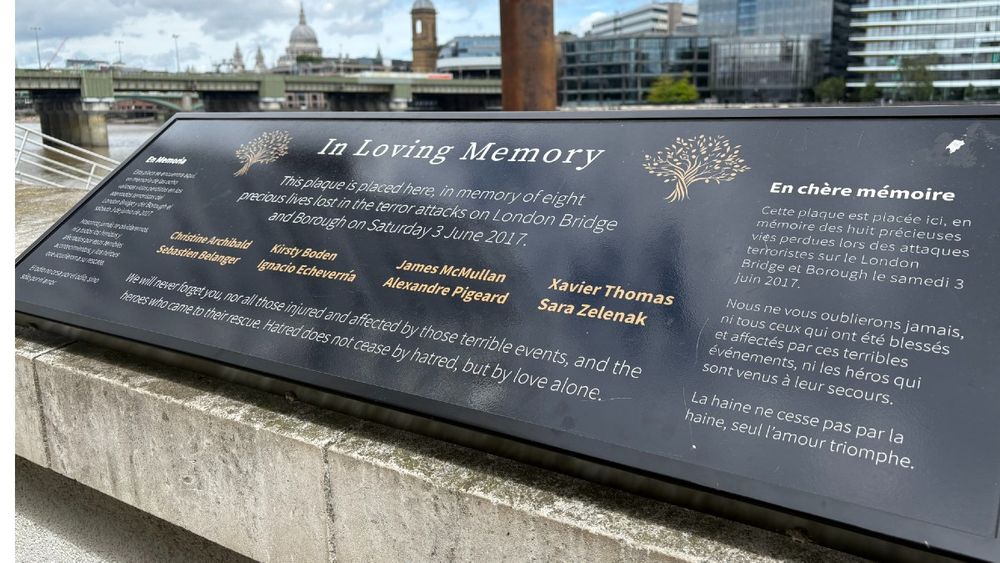 In Loving Memory
This plaque is placed here, in memory of eight
precious lives lost in the terror attacks on London Bridge
and Borough on Saturday 3 June 2017.
Christine Archibald
Sebastien Belanger
Kirsty Boden
Ignacio Echeverría
James McMullan
Alexandre Pigeard
Xavier Thomas
Sara Zelenak
We will never forget you, nor all those injured and affected by those terrible events, and the
heroes who came to their rescue. Hatred does not cease by hatred, but by love alone.
En Memoria
En chère mémoire
Cette plaque est placée ici, en
mémoire des huit précieuses
vies perdues lors des attaques
terroristes sur le London
Bridge et Borough le samedi 3
juin 2017.
Nous ne vous oublierons jamais,
ni tous ceux qui ont été blessés
et affectés par ces terribles
événements, ni les héros qui
sont venus à leur secours.
La haine ne cesse pas par la
haine, seul l'amour triomphe.